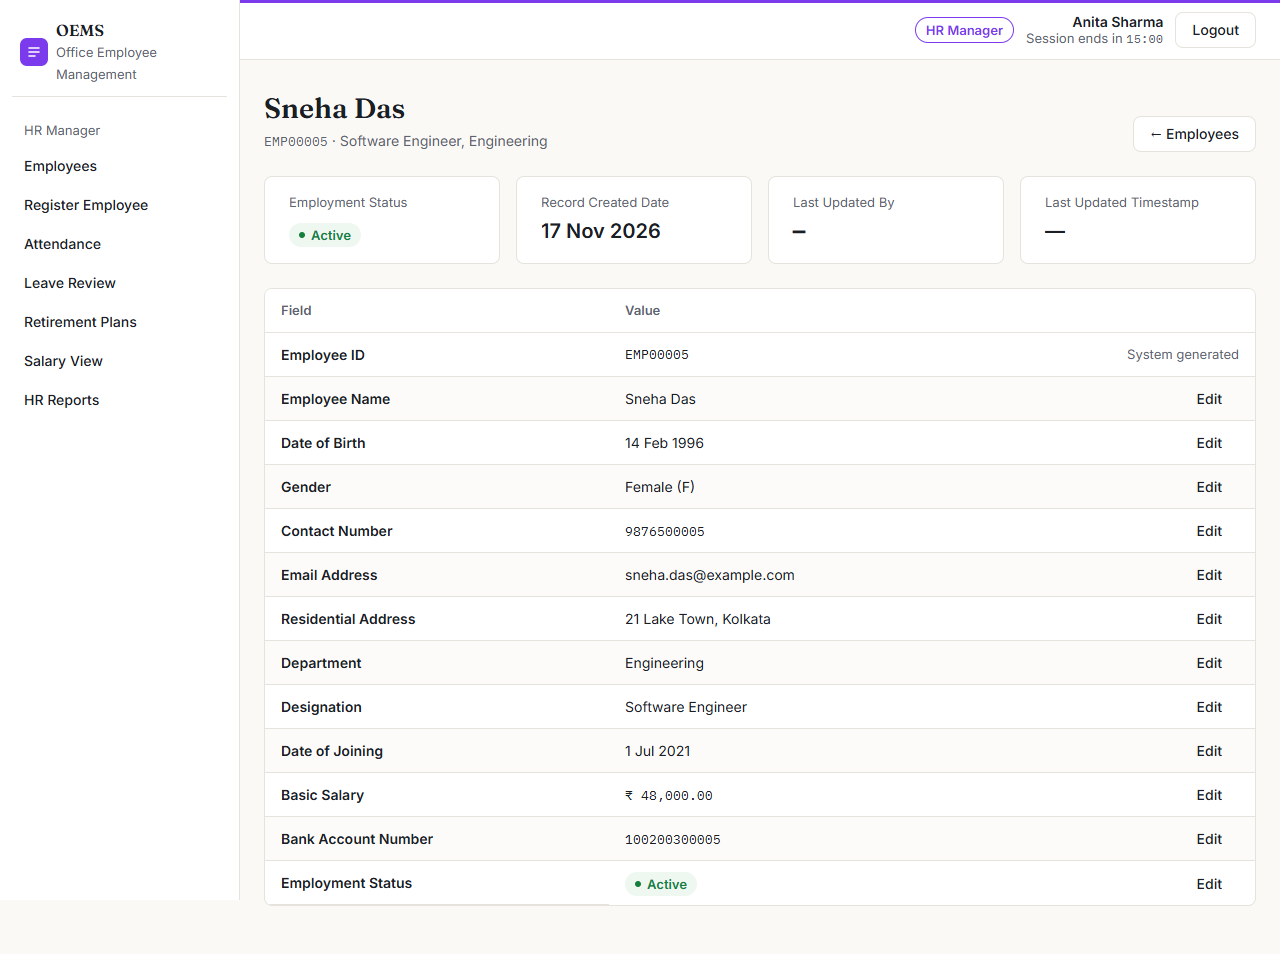 OEMS
Office Employee
Management
HR Manager
Employees
Register Employee
Attendance
Leave Review
Retirement Plans
Salary View
HR Reports
HR Manager
Anita Sharma
Session ends in 15:00
Logout
Sneha Das
EMP00005 · Software Engineer, Engineering
← Employees
Employment Status
Active
Record Created Date
17 Nov 2026
Last Updated By
—
Last Updated Timestamp
—
Field Value
Employee ID EMP00005 System generated
Employee Name Sneha Das Edit
Date of Birth 14 Feb 1996 Edit
Gender Female (F) Edit
Contact Number 9876500005 Edit
Email Address sneha.das@example.com Edit
Residential Address 21 Lake Town, Kolkata Edit
Department Engineering Edit
Designation Software Engineer Edit
Date of Joining 1 Jul 2021 Edit
Basic Salary ₹ 48,000.00 Edit
Bank Account Number 100200300005 Edit
Employment Status Active Edit